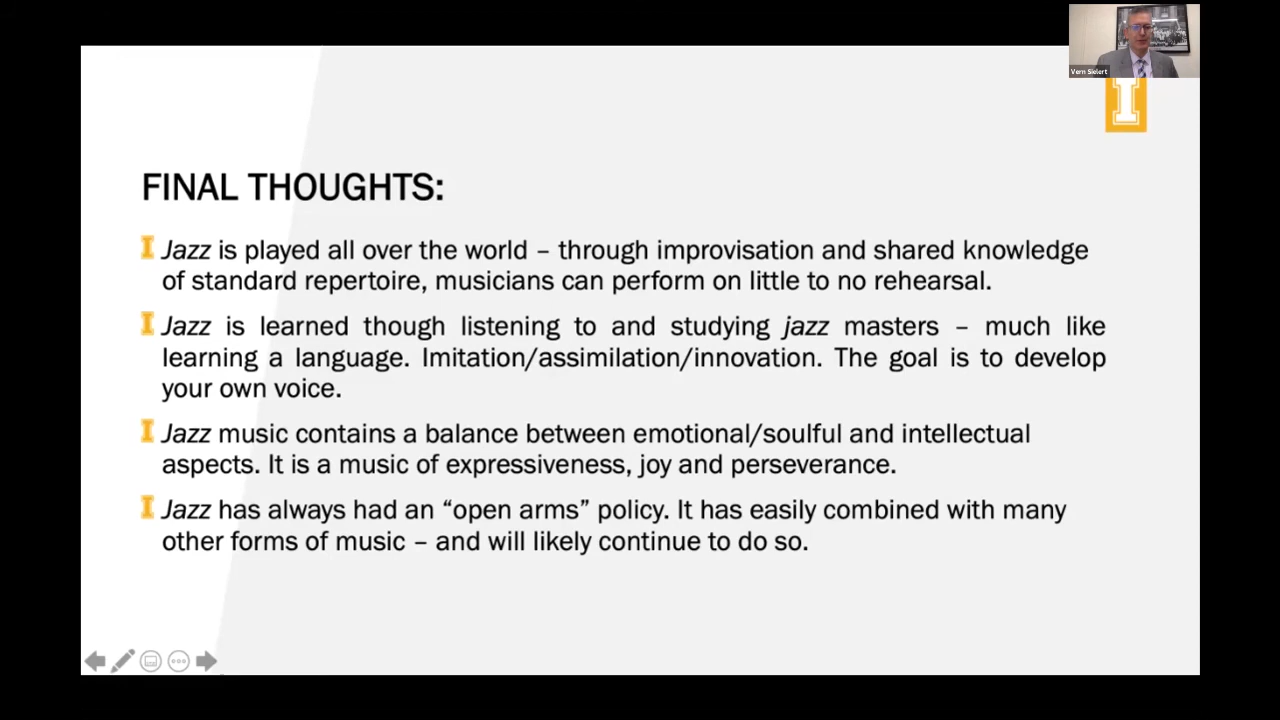 Vern Sielert
I
FINAL THOUGHTS:
Jazz is played all over the world – through improvisation and shared knowledge
of standard repertoire, musicians can perform on little to no rehearsal.
Jazz is learned though listening to and studying jazz masters – much like
learning a language. Imitation/assimilation/innovation. The goal is to develop
your own voice.
Jazz music contains a balance between emotional/soulful and intellectual
aspects. It is a music of expressiveness, joy and perseverance.
Jazz has always had an “open arms” policy. It has easily combined with many
other forms of music – and will likely continue to do so.